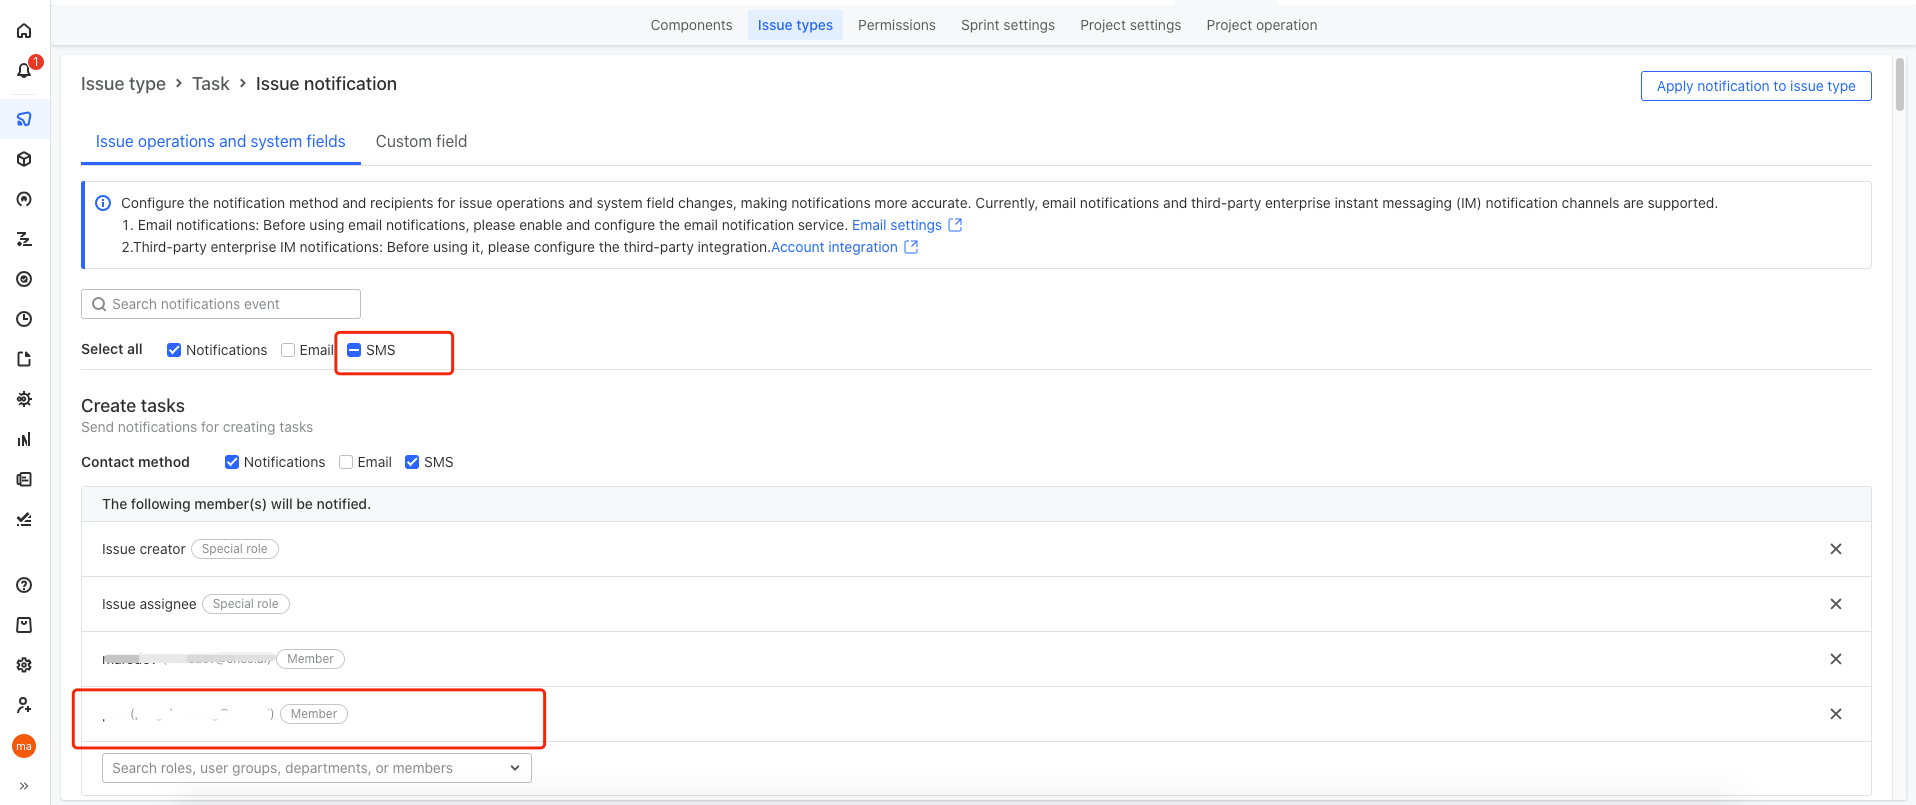 Components Issue types Permissions Sprint settings Project settings Project operation
1
Issue type > Task > Issue notification
Apply notification to issue type
Issue operations and system fields Custom field
Configure the notification method and recipients for issue operations and system field changes, making notifications more accurate. Currently, email notifications and third-party enterprise instant messaging (IM) notification channels are supported.
1. Email notifications: Before using email notifications, please enable and configure the email notification service. Email settings
2.Third-party enterprise IM notifications: Before using it, please configure the third-party integration.Account integration
Search notifications event
Select all Notifications Email SMS
Create tasks
Send notifications for creating tasks
Contact method Notifications Email SMS
The following member(s) will be notified.
Issue creator Special role
Issue assignee Special role
Member
Member
ma
Search roles, user groups, departments, or members